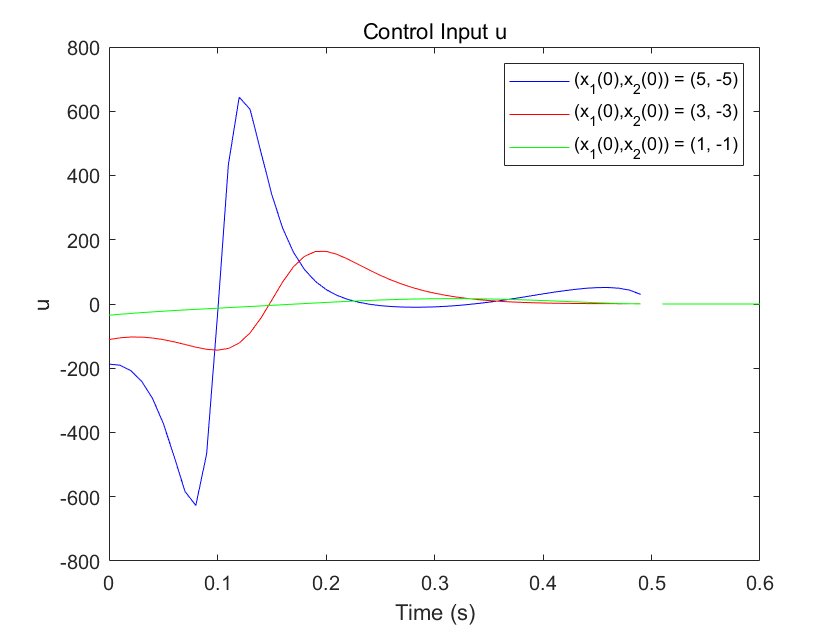 Control Input u
800
600
400
200
0
-200
-400
-600
-800
u
(x1(0),x2(0)) = (5, -5)
(x1(0),x2(0)) = (3, -3)
(x1(0),x2(0)) = (1, -1)
0 0.1 0.2 0.3 0.4 0.5 0.6
Time (s)